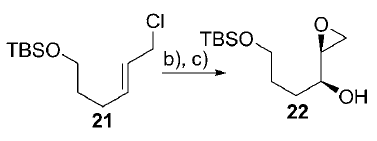 Cl
TBSO
b), c)
21
O
TBSO
22
OH